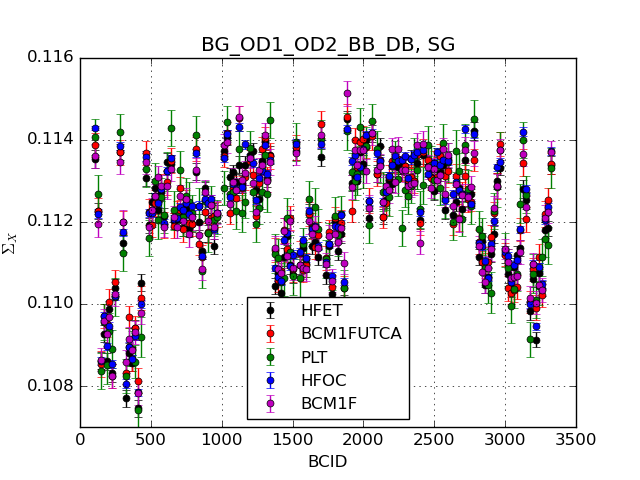 BG_OD1_OD2_BB_DB, SG
0.116
0.114
0.112
0.110
0.108
Σ_X
HFET
BCM1FUTCA
PLT
HFOC
BCM1F
0 500 1000 1500 2000 2500 3000 3500
BCID